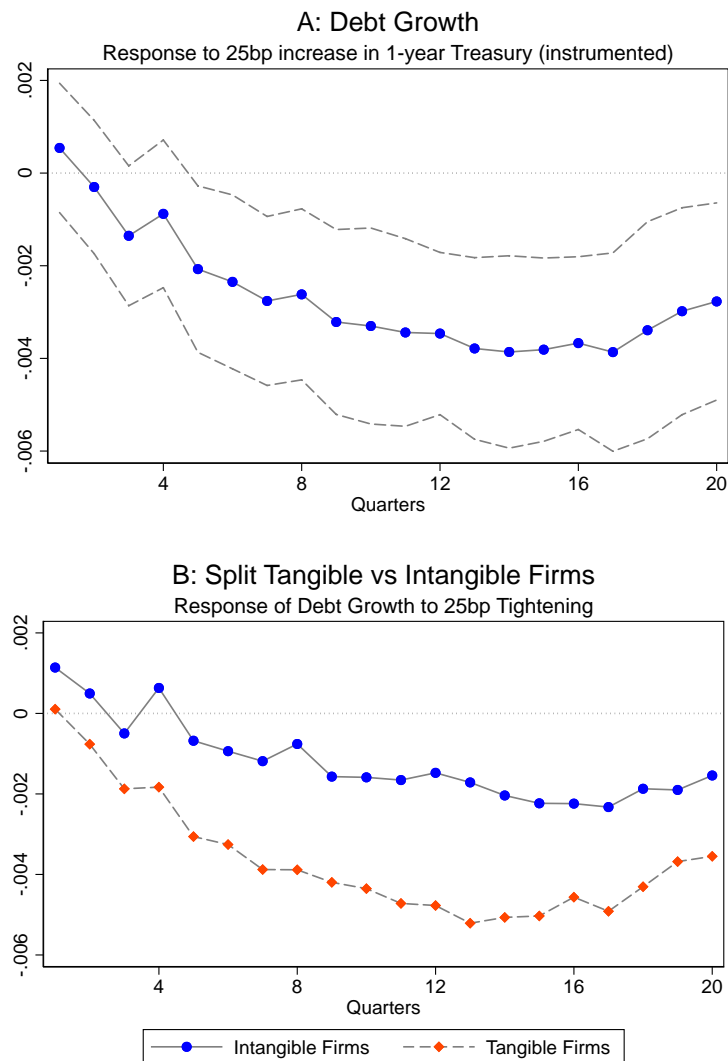 A: Debt Growth
Response to 25bp increase in 1-year Treasury (instrumented)
.002
0
-.002
-.004
-.006
4 8 12 16 20
Quarters
B: Split Tangible vs Intangible Firms
Response of Debt Growth to 25bp Tightening
.002
0
-.002
-.004
-.006
4 8 12 16 20
Quarters
Intangible Firms Tangible Firms